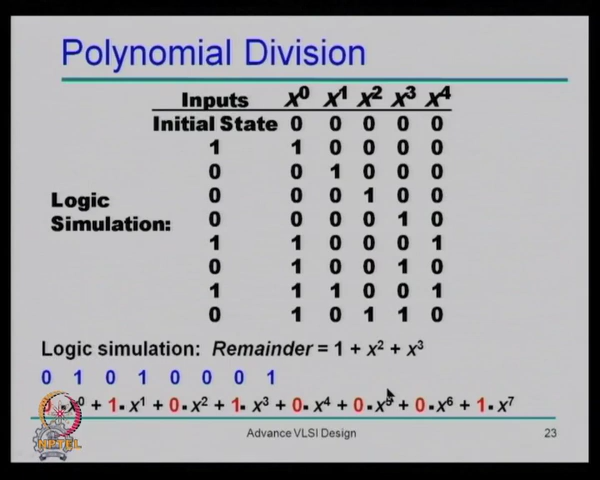 Polynomial Division
Inputs X⁰ X¹ X² X³ X⁴
Initial State 0 0 0 0 0
1 1 0 0 0 0
0 0 1 0 0 0
0 0 0 1 0 0
Logic
0 0 0 0 1 0
Simulation:
1 1 0 0 0 1
0 1 0 0 1 0
1 1 1 0 0 1
0 1 0 1 1 0
Logic simulation: Remainder = 1 + x² + x³
0 1 0 1 0 0 0 1
x⁰ + 1▪ x¹ + 0▪ x² + 1▪ x³ + 0▪ x⁴ + 0▪ x⁵ + 0▪ x⁶ + 1▪ x⁷
Advance VLSI Design 23
NPTEL